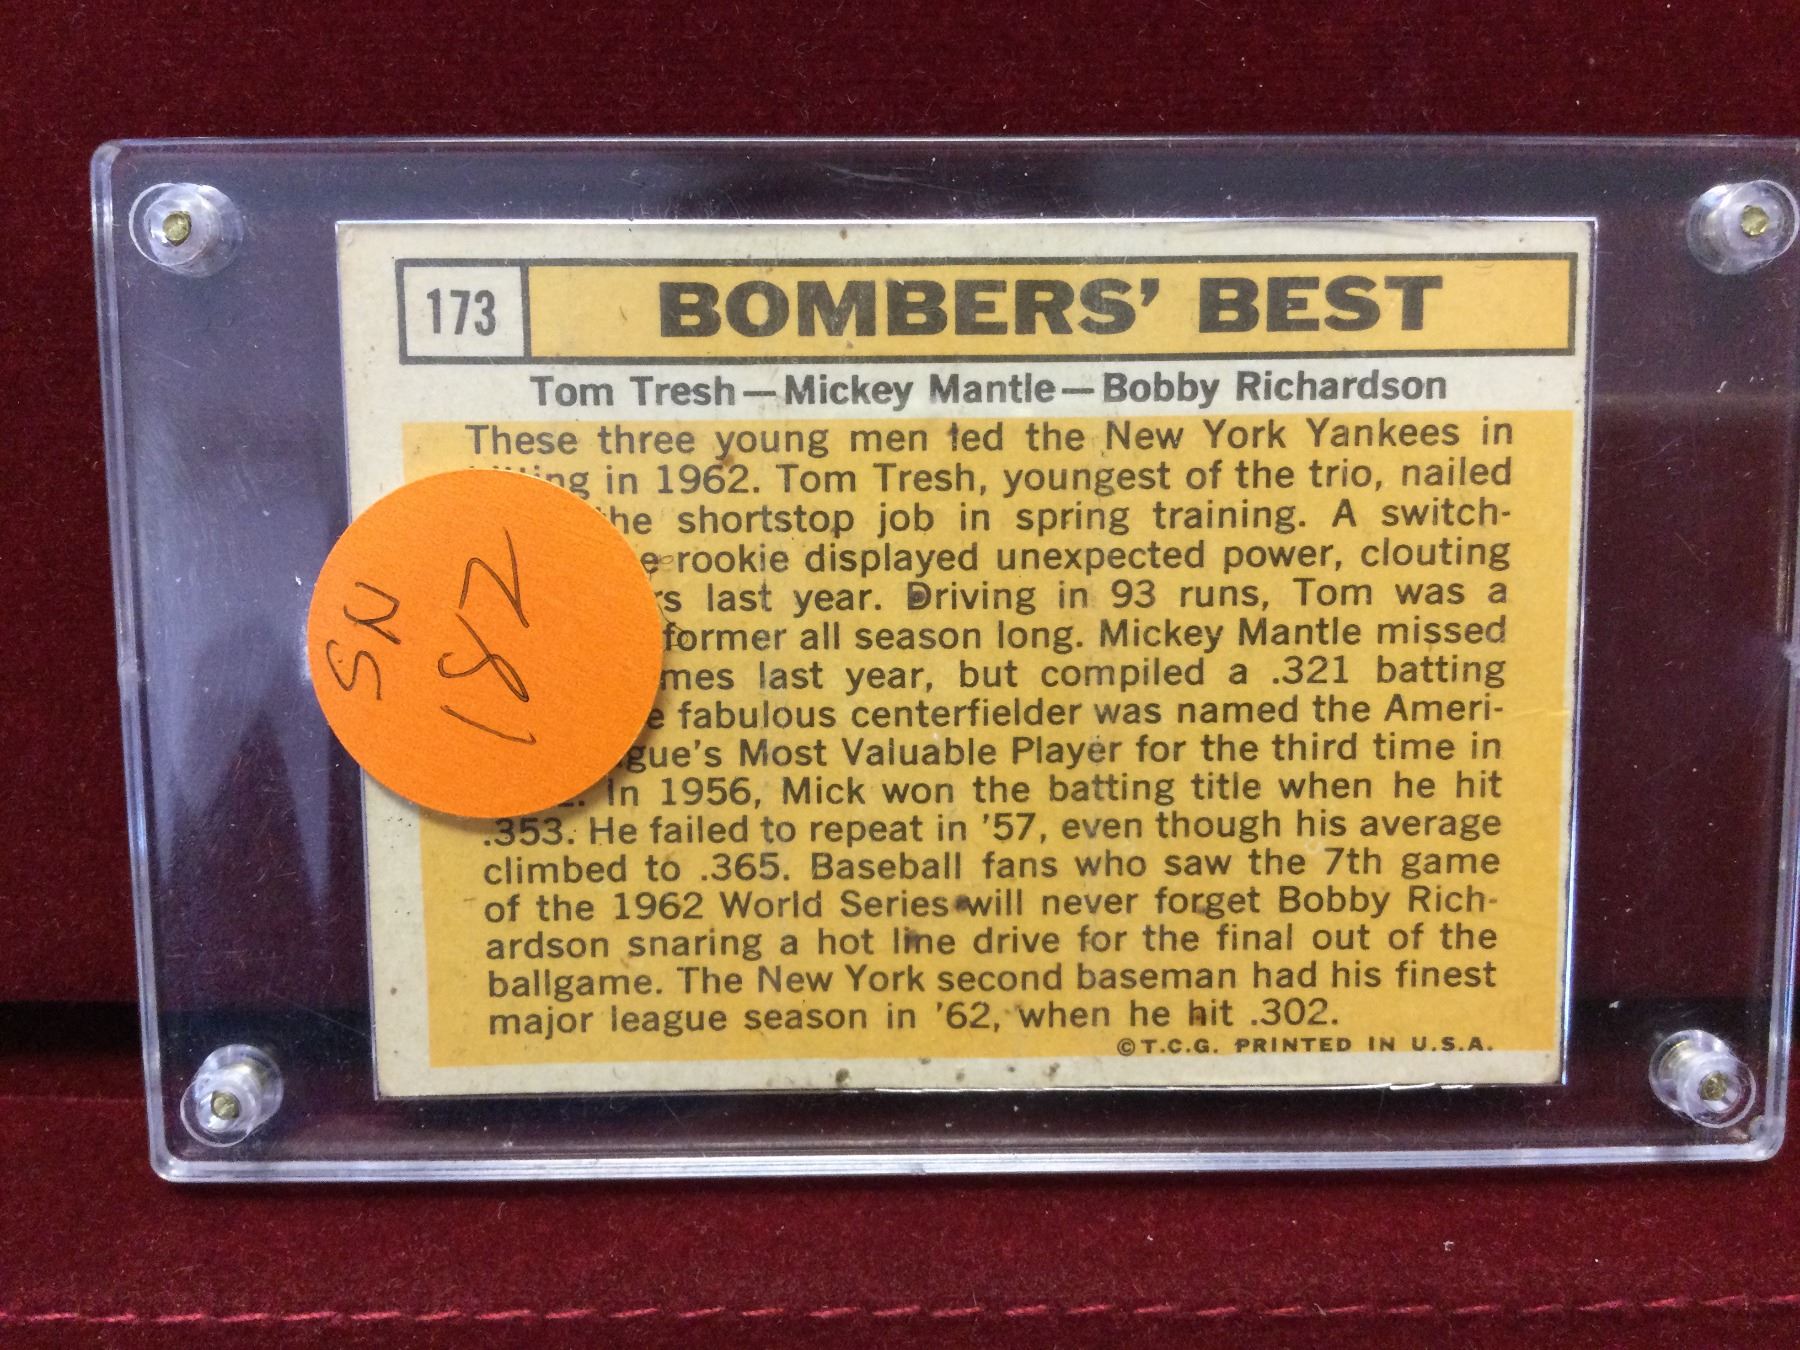 173
BOMBERS' BEST
Tom Tresh—Mickey Mantle—Bobby Richardson
These three young men led the New York Yankees in
in 1962. Tom Tresh, youngest of the trio, nailed
the shortstop job in spring training. A switch-
rookie displayed unexpected power, clouting
last year. Driving in 93 runs, Tom was a
former all season long. Mickey Mantle missed
mes last year, but compiled a .321 batting
fabulous centerfielder was named the Ameri-
gue's Most Valuable Player for the third time in
In 1956, Mick won the batting title when he hit
.353. He failed to repeat in '57, even though his average
climbed to .365. Baseball fans who saw the 7th game
of the 1962 World Series will never forget Bobby Rich-
ardson snaring a hot line drive for the final out of the
ballgame. The New York second baseman had his finest
major league season in '62, when he hit .302.
©T.C.G. PRINTED IN U.S.A.
SN
182